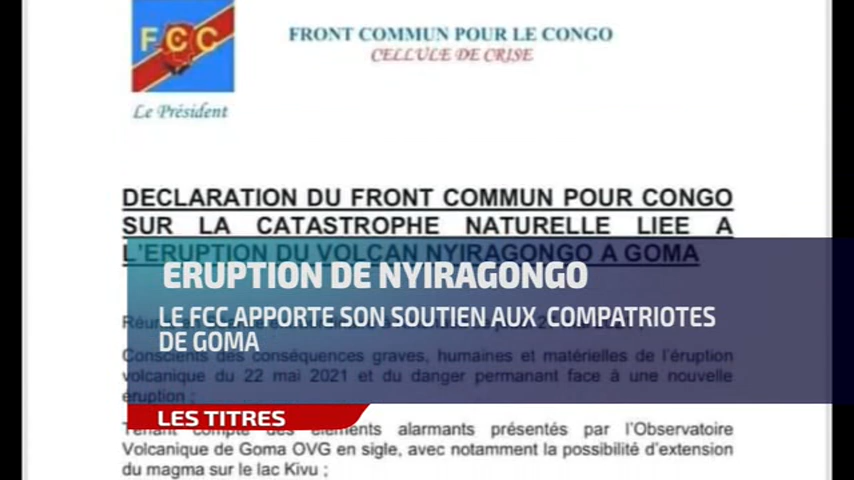 FCC
FRONT COMMUN POUR LE CONGO
CELLULE DE CRISE
Le Président
DECLARATION DU FRONT COMMUN POUR CONGO
SUR LA CATASTROPHE NATURELLE LIEE A
L'ERUPTION DU VOLCAN NYIRAGONGO A GOMA
ERUPTION DE NYIRAGONGO
LE FCC APPORTE SON SOUTIEN AUX COMPATRIOTES
DE GOMA
Conscients des conséquences graves, humaines et matérielles de l'éruption
volcanique du 22 mai 2021 et du danger permanant face à une nouvelle
éruption ;
LES TITRES
Tenant compte des éléments alarmants présentés par l'Observatoire
Volcanique de Goma OVG en sigle, avec notamment la possibilité d'extension
du magma sur le lac Kivu ;